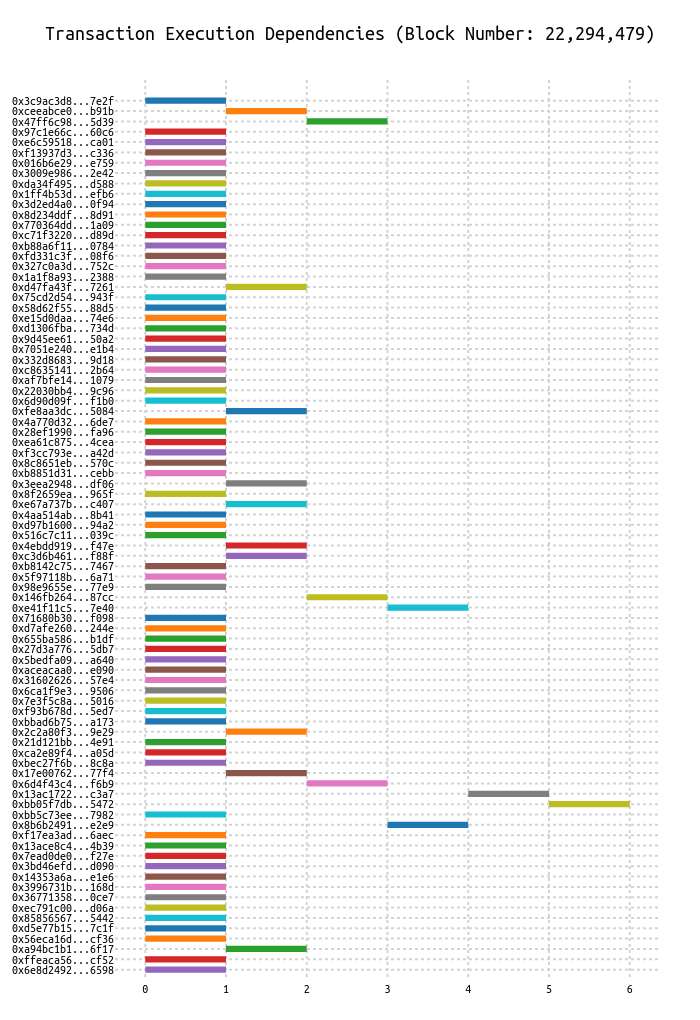 Transaction Execution Dependencies (Block Number: 22,294,479)
0x3c9ac3d8...7e2f
0xceeabce0...b91b
0x47ff6c98...5d39
0x97c1e66c...60c6
0xe6c59518...ca01
0xf13937d3...c336
0x016b6e29...e759
0x3009e986...2e42
0xda34f495...d588
0x1ff4b53d...efb6
0x3d2ed4a0...0f94
0x8d234ddf...8d91
0x770364dd...1a09
0xc71f3220...d89d
0xb88a6f11...0784
0xfd331c3f...08f6
0x327c0a3d...752c
0x1a1f8a93...2388
0xd47fa43f...7261
0x75cd2d54...943f
0x58d62f55...88d5
0xe15d0daa...74e6
0xd1306fba...734d
0x9d45ee61...50a2
0x7051e240...e1b4
0x332d8683...9d18
0xc8635141...2b64
0xaf7bfe14...1079
0x22030bb4...9c96
0x6d90d09f...f1b0
0xfe8aa3dc...5084
0x4a770d32...6de7
0x28ef1990...fa96
0xea61c875...4cea
0xf3cc793e...a42d
0x8c8651eb...570c
0xb8851d31...cebb
0x3eea2948...df06
0x8f2659ea...965f
0xe67a737b...c407
0x4aa514ab...8b41
0xd97b1600...94a2
0x516c7c11...039c
0x4ebdd919...f47e
0xc3d6b461...f88f
0xb8142c75...7467
0x5f97118b...6a71
0x98e9655e...77e9
0x146fb264...87cc
0xe41f11c5...7e40
0x71680b30...f098
0xd7afe260...244e
0x655ba586...b1df
0x27d3a776...5db7
0x5bedfa09...a640
0xaceacaa0...e090
0x31602626...57e4
0x6ca1f9e3...9506
0x7e3f5c8a...5016
0xf93b678d...5ed7
0xbbad6b75...a173
0x2c2a80f3...9e29
0x21d121bb...4e91
0xca2e89f4...a05d
0xbec27f6b...8c8a
0x17e00762...77f4
0x6d4f43c4...f6b9
0x13ac1722...c3a7
0xbb05f7db...5472
0xbb5c73ee...7982
0x8b6b2491...e2e9
0xf17ea3ad...6aec
0x13ace8c4...4b39
0x7ead0de0...f27e
0x3bd46efd...d090
0x14353a6a...e1e6
0x3996731b...168d
0x36771358...0ce7
0xec791c00...d06a
0x85856567...5442
0xd5e77b15...7c1f
0x56eca16d...cf36
0xa94bc1b1...6f17
0xffeaca56...cf52
0x6e8d2492...6598
0 1 2 3 4 5 6